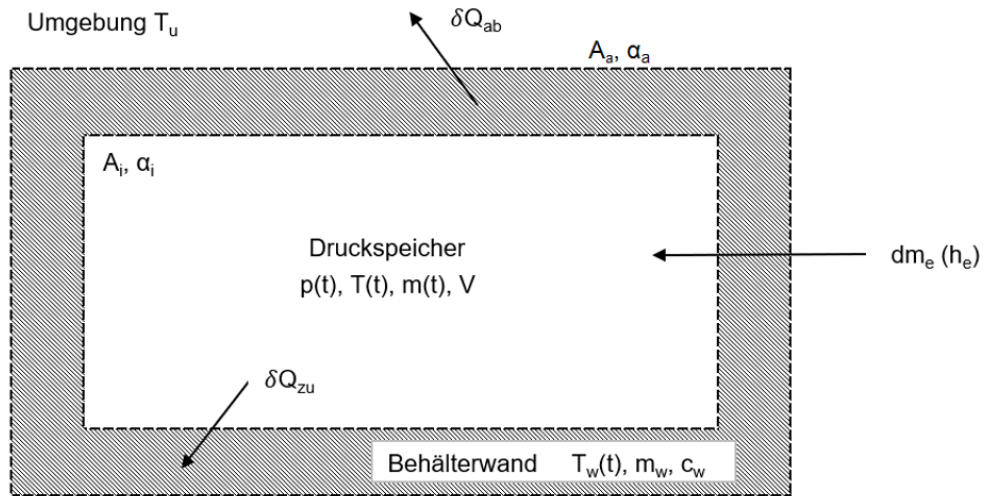 Umgebung T_u
δQ_ab
A_a, α_a
A_i, α_i
Druckspeicher
p(t), T(t), m(t), V
dm_e (h_e)
δQ_zu
Behälterwand T_w(t), m_w, c_w